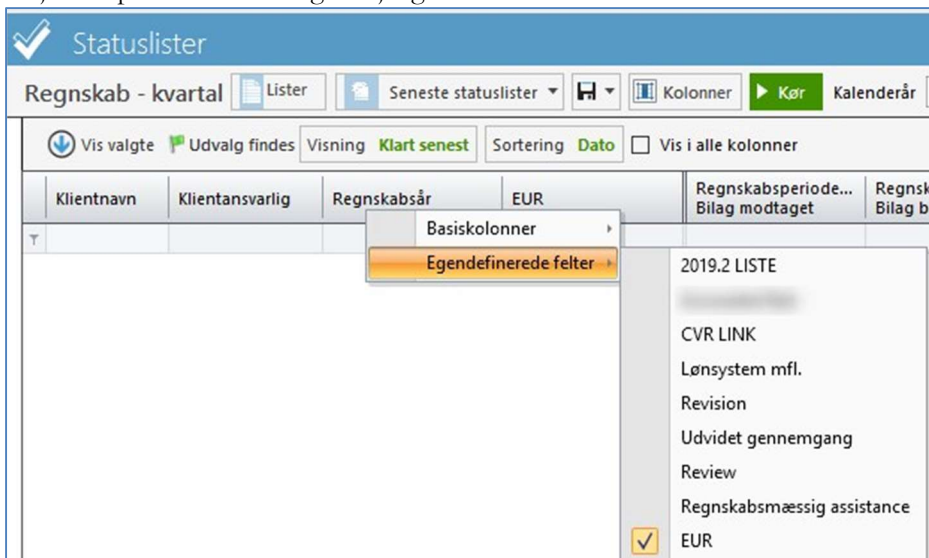 Statuslister
Regnskab - kvartal Lister Seneste statuslister Kolonner Kør Kalenderår
Vis valgte Udvalg findes Visning Klart senest Sortering Dato Vis i alle kolonner
Klientnavn Klientansvarlig Regnskabsår EUR Regnskabsperiode... Regnsk
Bilag modtaget Bilag b
Basiskolonner
Egendefinerede felter
2019.2 LISTE
CVR LINK
Lønsystem mfl.
Revision
Udvidet gennemgang
Review
Regnskabsmæssig assistance
EUR